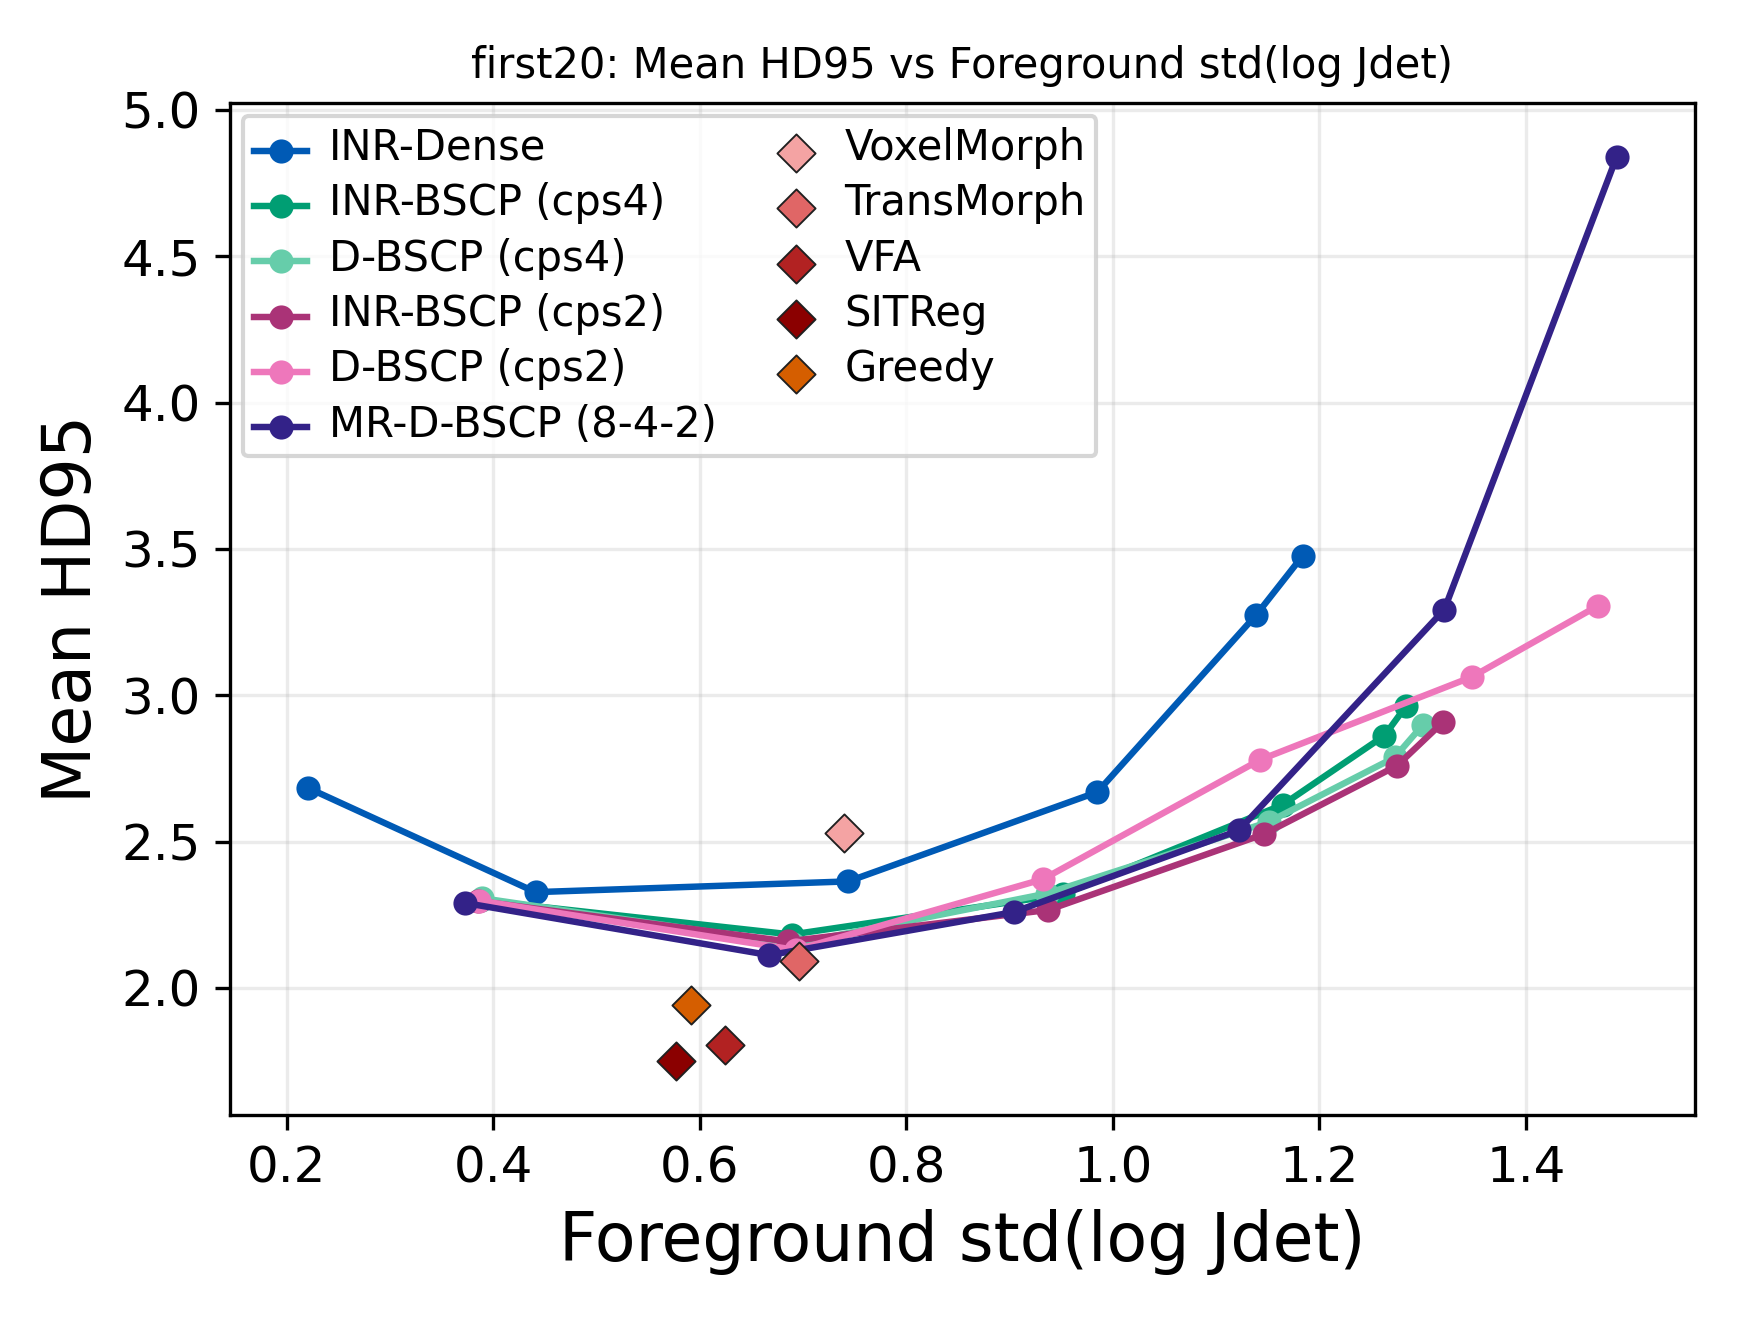 first20: Mean HD95 vs Foreground std(log Jdet)
5.0
4.5
4.0
3.5
3.0
2.5
2.0
Mean HD95
INR-Dense
INR-BSCP (cps4)
D-BSCP (cps4)
INR-BSCP (cps2)
D-BSCP (cps2)
MR-D-BSCP (8-4-2)
VoxelMorph
TransMorph
VFA
SITReg
Greedy
0.2 0.4 0.6 0.8 1.0 1.2 1.4
Foreground std(log Jdet)